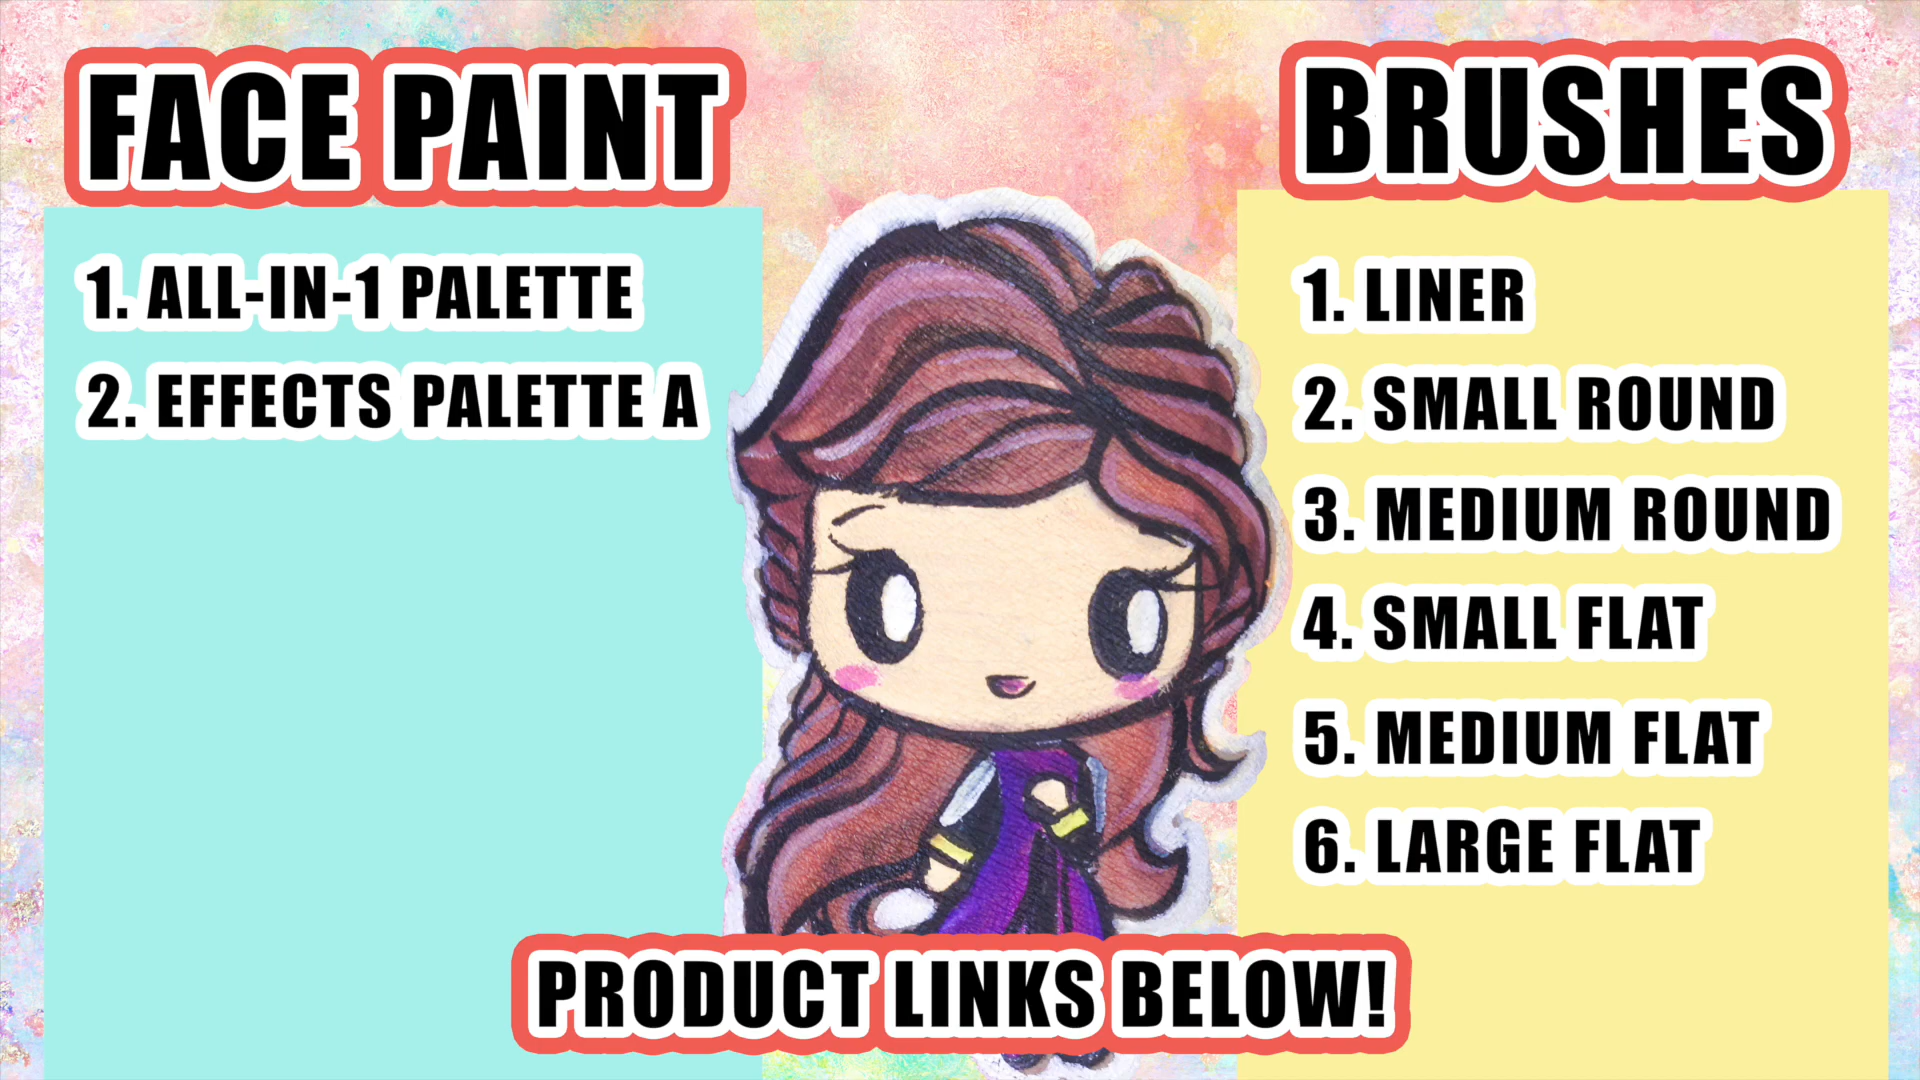 FACE PAINT
1. ALL-IN-1 PALETTE
2. EFFECTS PALETTE A
BRUSHES
1. LINER
2. SMALL ROUND
3. MEDIUM ROUND
4. SMALL FLAT
5. MEDIUM FLAT
6. LARGE FLAT
PRODUCT LINKS BELOW!